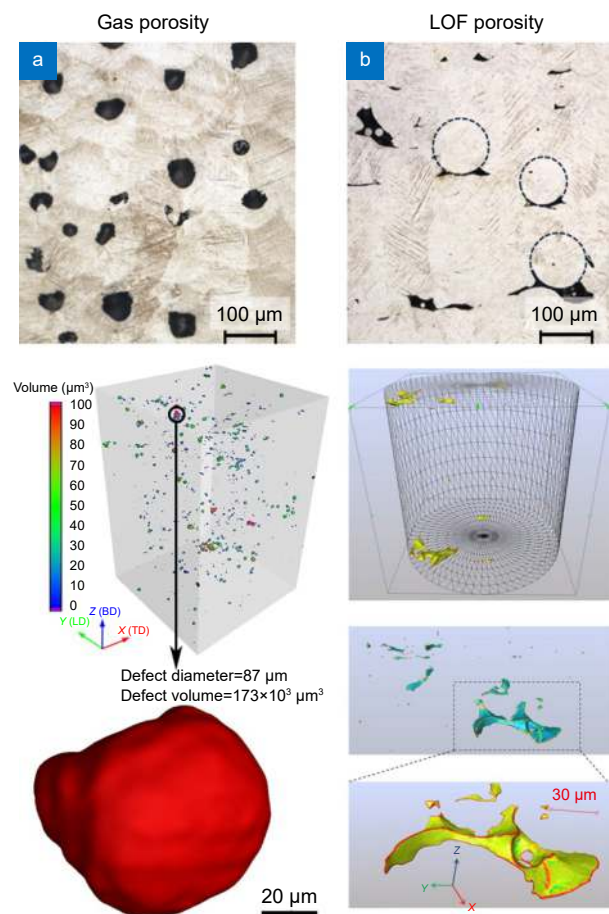 Gas porosity
LOF porosity
a
b
100 μm
100 μm
Volume (μm³)
100
90
80
70
60
50
40
30
20
10
0
Z (BD)
Y (LD)
X (TD)
Defect diameter=87 μm
Defect volume=173×10³ μm³
20 μm
30 μm
Z
Y
X